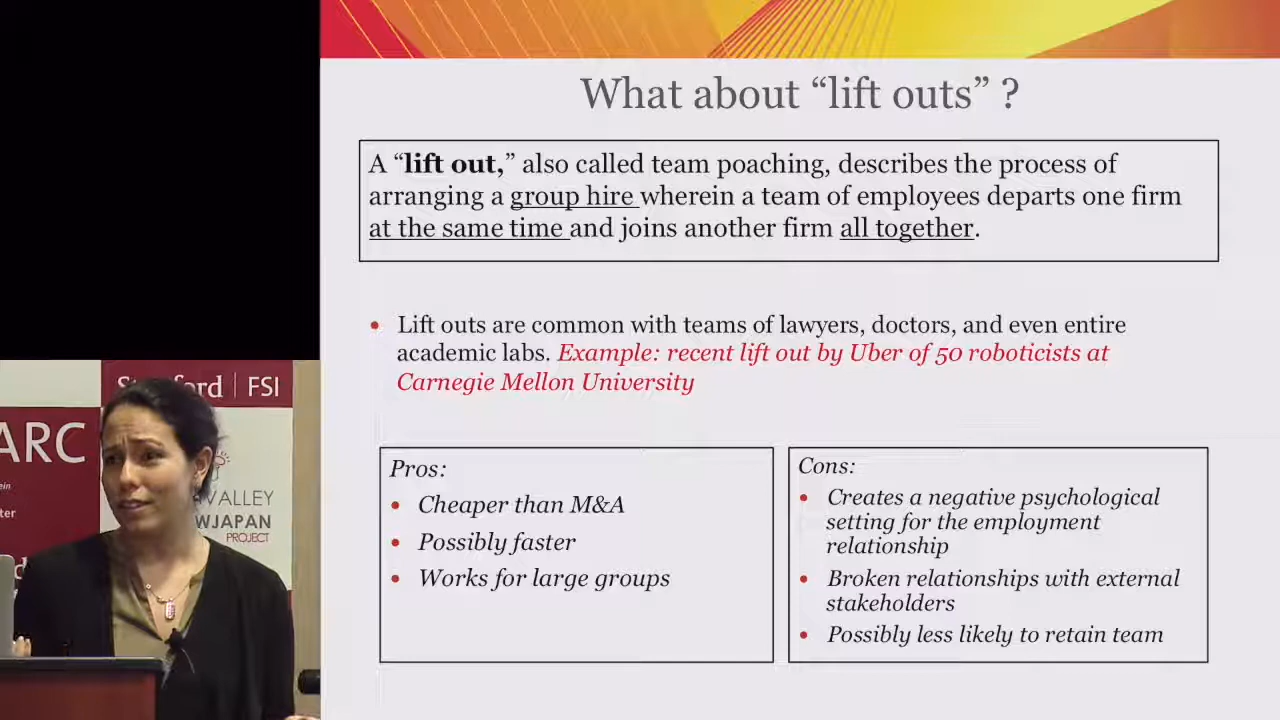 What about “lift outs” ?
A “lift out,” also called team poaching, describes the process of
arranging a group hire wherein a team of employees departs one firm
at the same time and joins another firm all together.
• Lift outs are common with teams of lawyers, doctors, and even entire
academic labs. Example: recent lift out by Uber of 50 roboticists at
Carnegie Mellon University
Pros:
• Cheaper than M&A
• Possibly faster
• Works for large groups
Cons:
• Creates a negative psychological
setting for the employment
relationship
• Broken relationships with external
stakeholders
• Possibly less likely to retain team
Stanford | FSI
ARC
VALLEY
WJAPAN
PROJECT